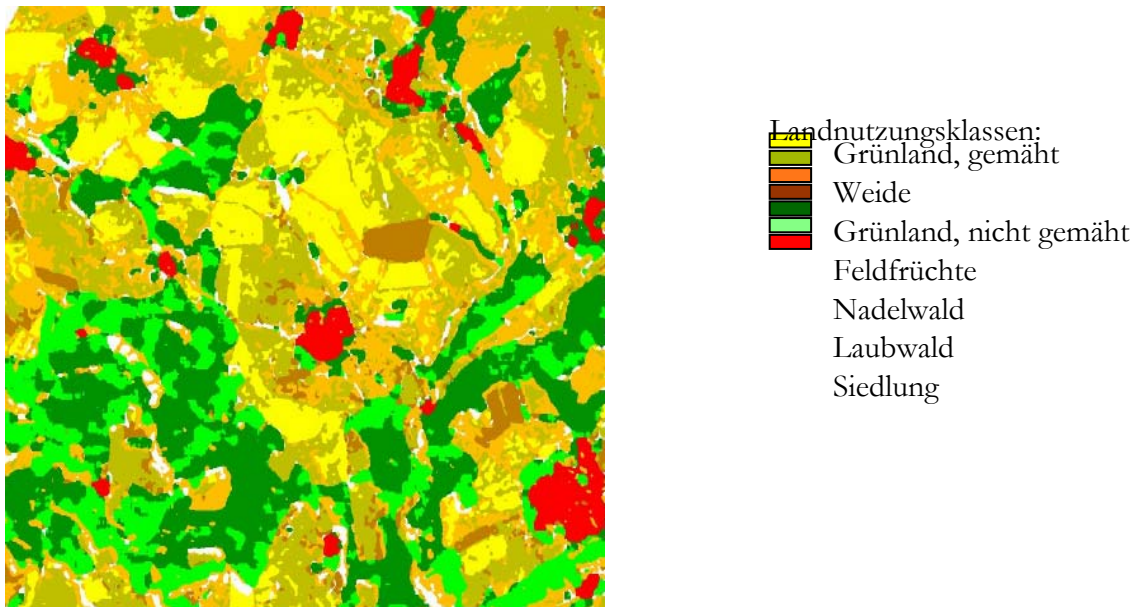 Landnutzungsklassen:
Grünland, gemäht
Weide
Grünland, nicht gemäht
Feldfrüchte
Nadelwald
Laubwald
Siedlung